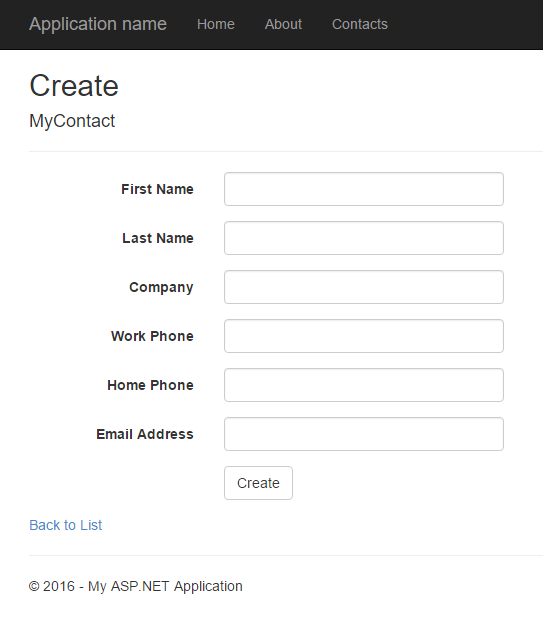 Application name Home About Contacts
Create
MyContact
First Name
Last Name
Company
Work Phone
Home Phone
Email Address
Create
Back to List
© 2016 - My ASP.NET Application